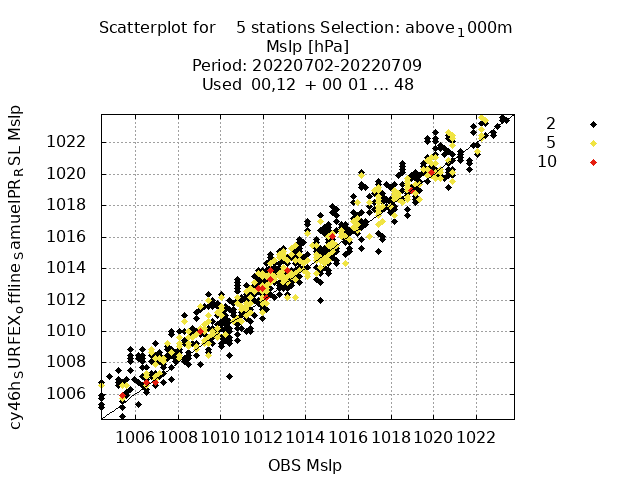 Scatterplot for 5 stations Selection: above1000m
Mslp [hPa]
Period: 20220702-20220709
Used 00,12 + 00 01 ... 48
2
5
10
cy46h_SURFEX_offline_samuelPR_RSL Mslp
1022
1020
1018
1016
1014
1012
1010
1008
1006
1006 1008 1010 1012 1014 1016 1018 1020 1022
OBS Mslp